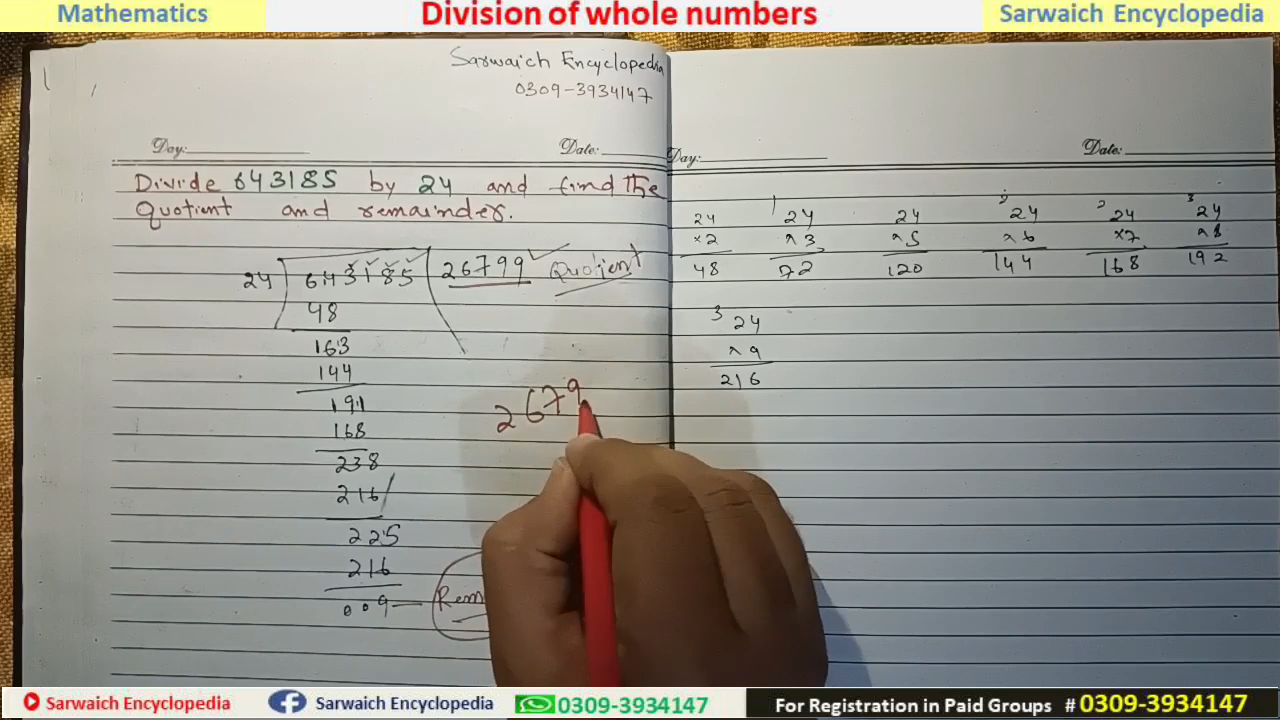 Mathematics
Division of whole numbers
Sarwaich Encyclopedia
Sarwaich Encyclopedia
0309-3934147
Day:
Date:
Divide 643185 by 24 and find the
Quotient and remainder.
24 643185 26799 Quotient
48
163
144
191
168
238
216
225
216
009
Rem
2679
Day:
Date:
24 24 24 24 24 24
×2 ×3 ×5 ×6 ×7 ×8
48 72 120 144 168 192
3 24
×9
216
Sarwaich Encyclopedia
Sarwaich Encyclopedia
0309-3934147
For Registration in Paid Groups # 0309-3934147